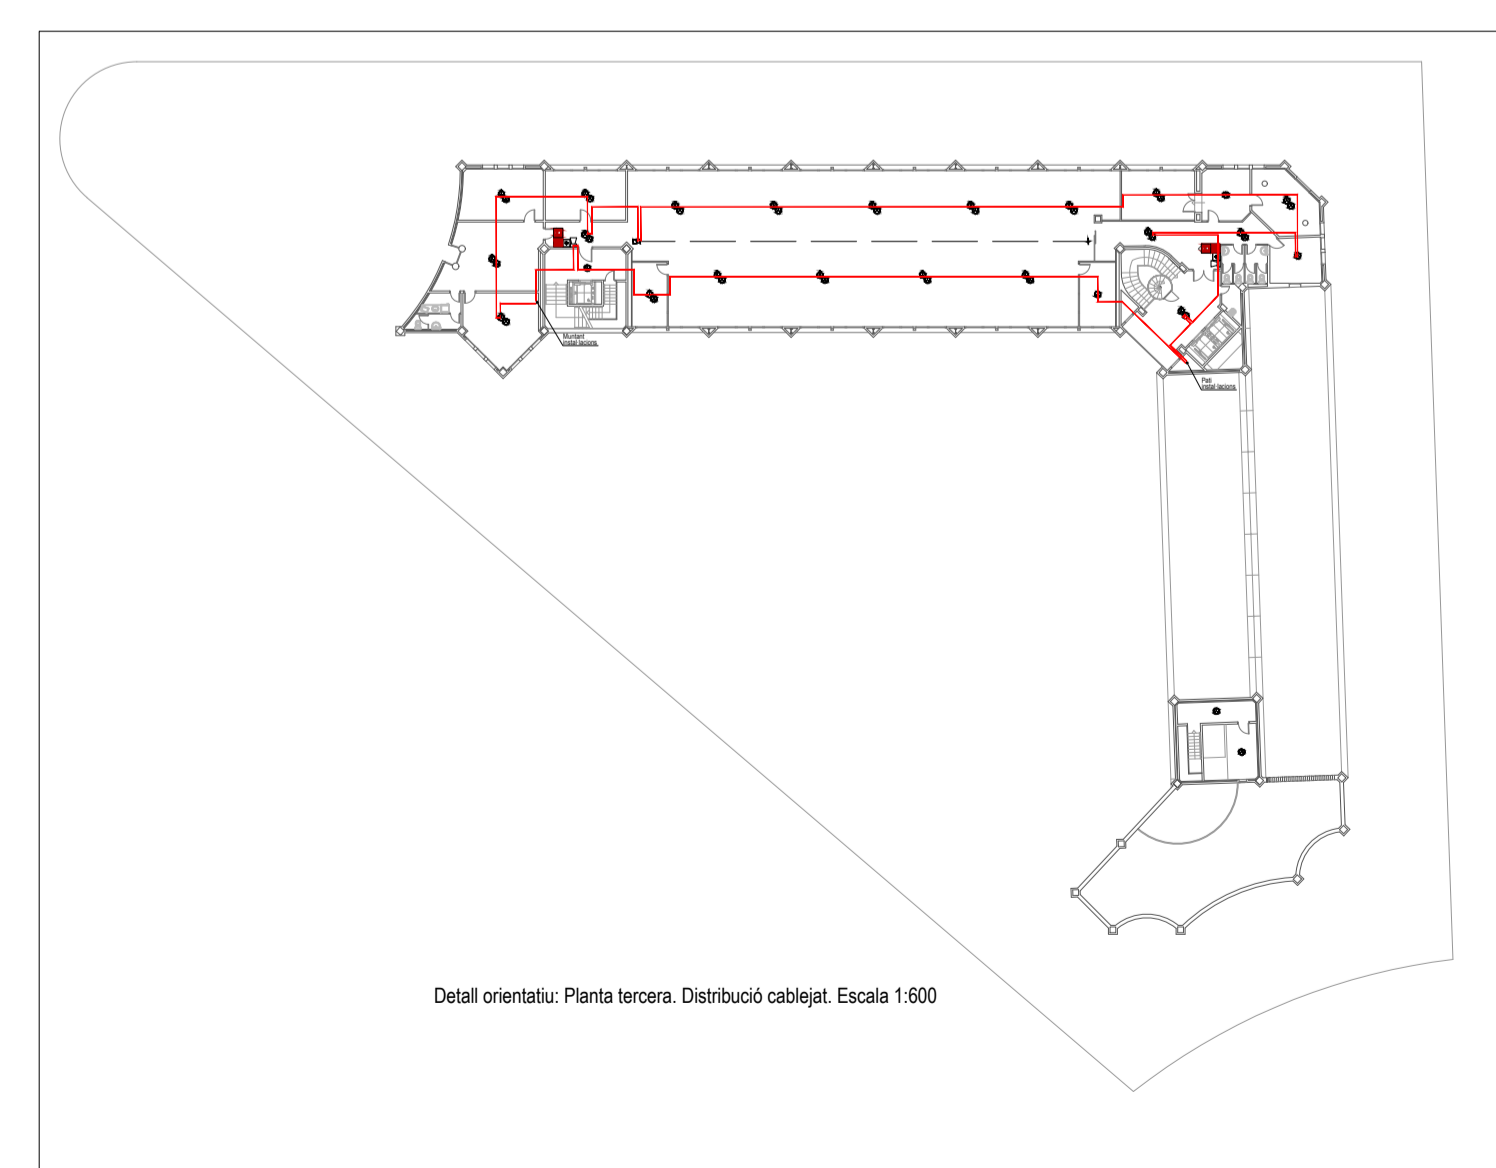 Muntant
instal·lacions
Pati
instal·lacions
Detall orientatiu: Planta tercera. Distribució cablejat. Escala 1:600